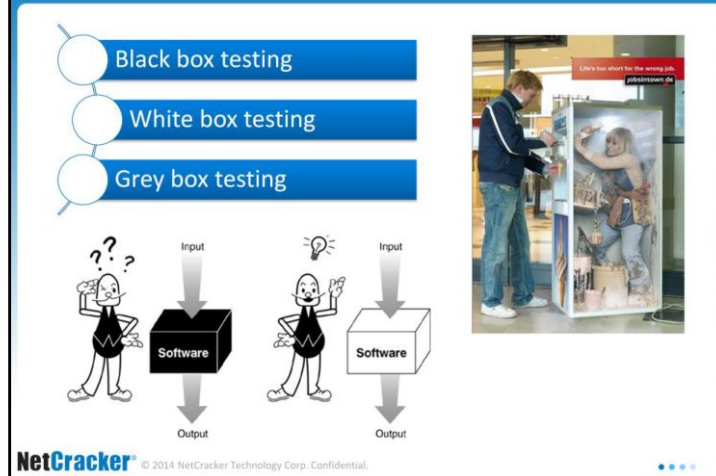 Black box testing
White box testing
Grey box testing
Life's too short for the wrong job.
jobsintown.de
? ? ?
Input
Software
Output
Input
Software
Output
NetCracker® © 2014 NetCracker Technology Corp. Confidential.